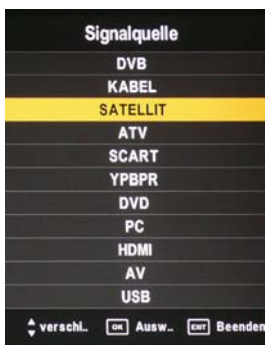 Signalquelle
DVB
KABEL
SATELLIT
ATV
SCART
YPBPR
DVD
PC
HDMI
AV
USB
verschi.. OK Ausw.. EXIT Beenden